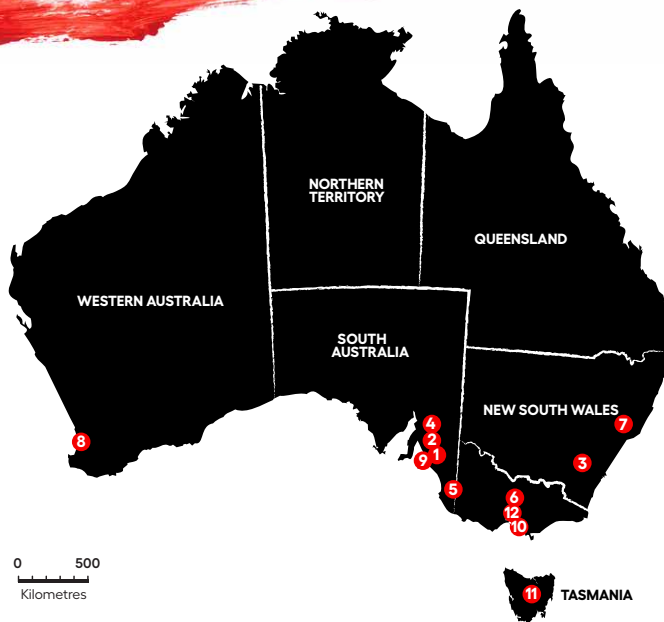 NORTHERN
TERRITORY
QUEENSLAND
WESTERN AUSTRALIA
SOUTH
AUSTRALIA
NEW SOUTH WALES
4
7
8
2
1
9
3
5
6
12
10
0 500
Kilometres
11
TASMANIA